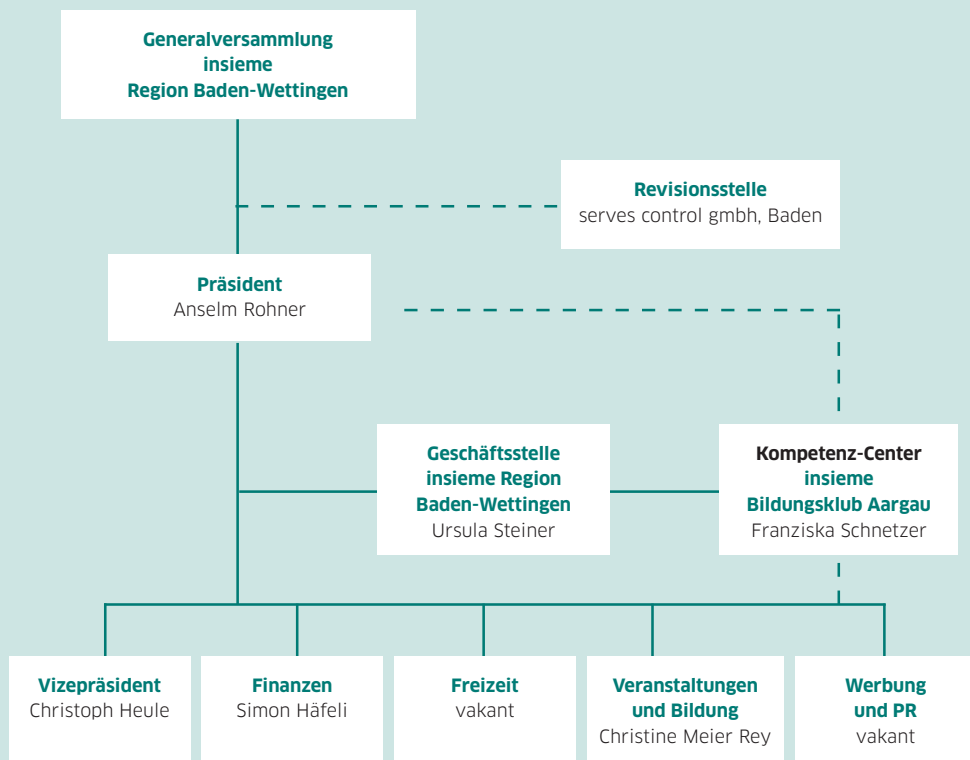 Generalversammlung
insieme
Region Baden-Wettingen
Revisionsstelle
serves control gmbh, Baden
Präsident
Anselm Rohner
Geschäftsstelle
insieme Region
Baden-Wettingen
Ursula Steiner
Kompetenz-Center
insieme
Bildungsklub Aargau
Franziska Schnetzer
Vizepräsident
Christoph Heule
Finanzen
Simon Häfeli
Freizeit
vakant
Veranstaltungen
und Bildung
Christine Meier Rey
Werbung
und PR
vakant